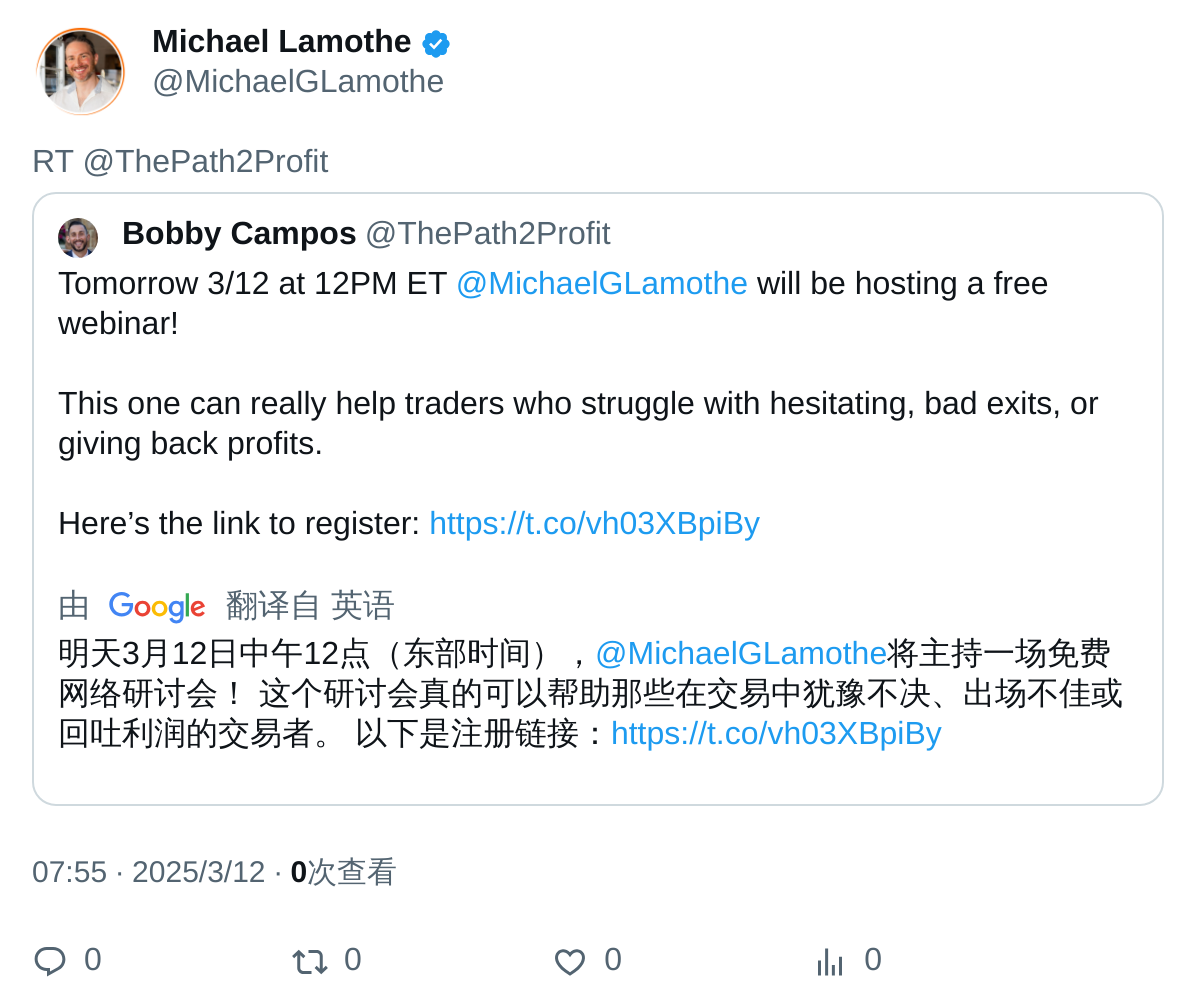 Michael Lamothe
@MichaelGLamothe
RT @ThePath2Profit
Bobby Campos @ThePath2Profit
Tomorrow 3/12 at 12PM ET @MichaelGLamothe will be hosting a free
webinar!
This one can really help traders who struggle with hesitating, bad exits, or
giving back profits.
Here’s the link to register: https://t.co/vh03XBpiBy
由 Google 翻译自 英语
明天3月12日中午12点（东部时间），@MichaelGLamothe将主持一场免费
网络研讨会！ 这个研讨会真的可以帮助那些在交易中犹豫不决、出场不佳或
回吐利润的交易者。 以下是注册链接：https://t.co/vh03XBpiBy
07:55 · 2025/3/12 · 0次查看
0 0 0 0